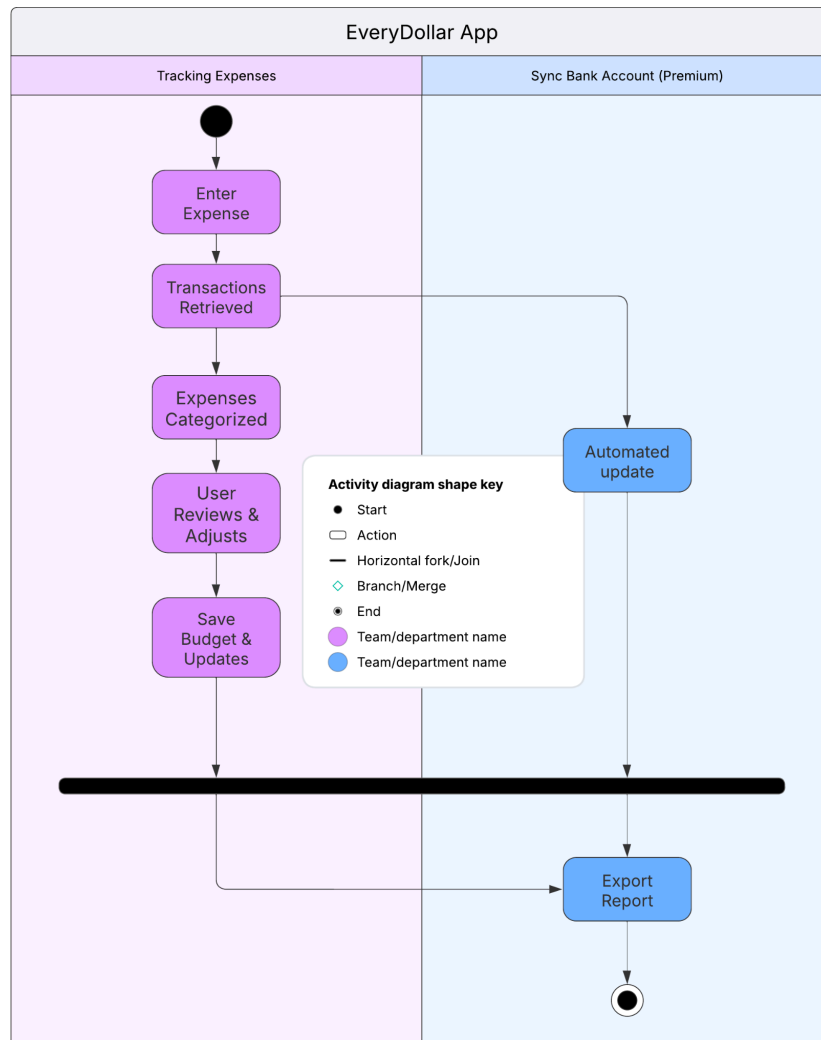 EveryDollar App
Tracking Expenses
Sync Bank Account (Premium)
Enter
Expense
Transactions
Retrieved
Expenses
Categorized
User
Reviews &
Adjusts
Save
Budget &
Updates
Automated
update
Activity diagram shape key
Start
Action
Horizontal fork/Join
Branch/Merge
End
Team/department name
Team/department name
Export
Report